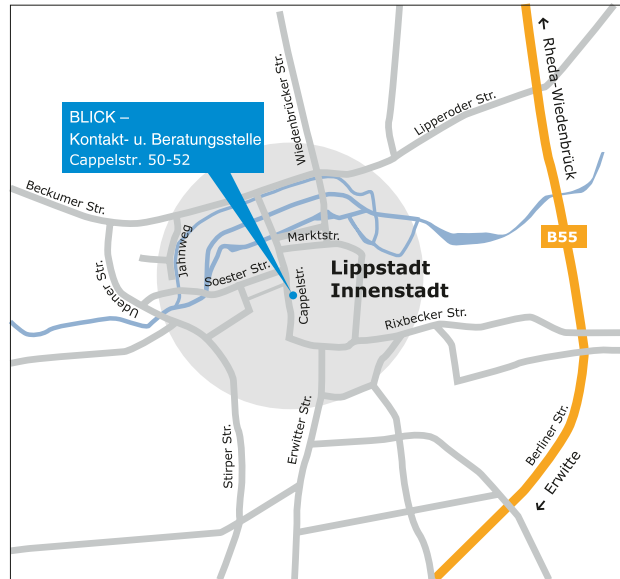 BLICK –
Kontakt- u. Beratungsstelle
Cappelstr. 50-52
Wiedenbrücker Str.
Lipperoder Str.
Rheda-Wiedenbrück
Beckumer Str.
Jahnweg
Marktstr.
B55
Udener Str.
Soester Str.
Cappelstr.
Lippstadt
Innenstadt
Rixbecker Str.
Stirper Str.
Erwitter Str.
Berliner Str.
Erwitte